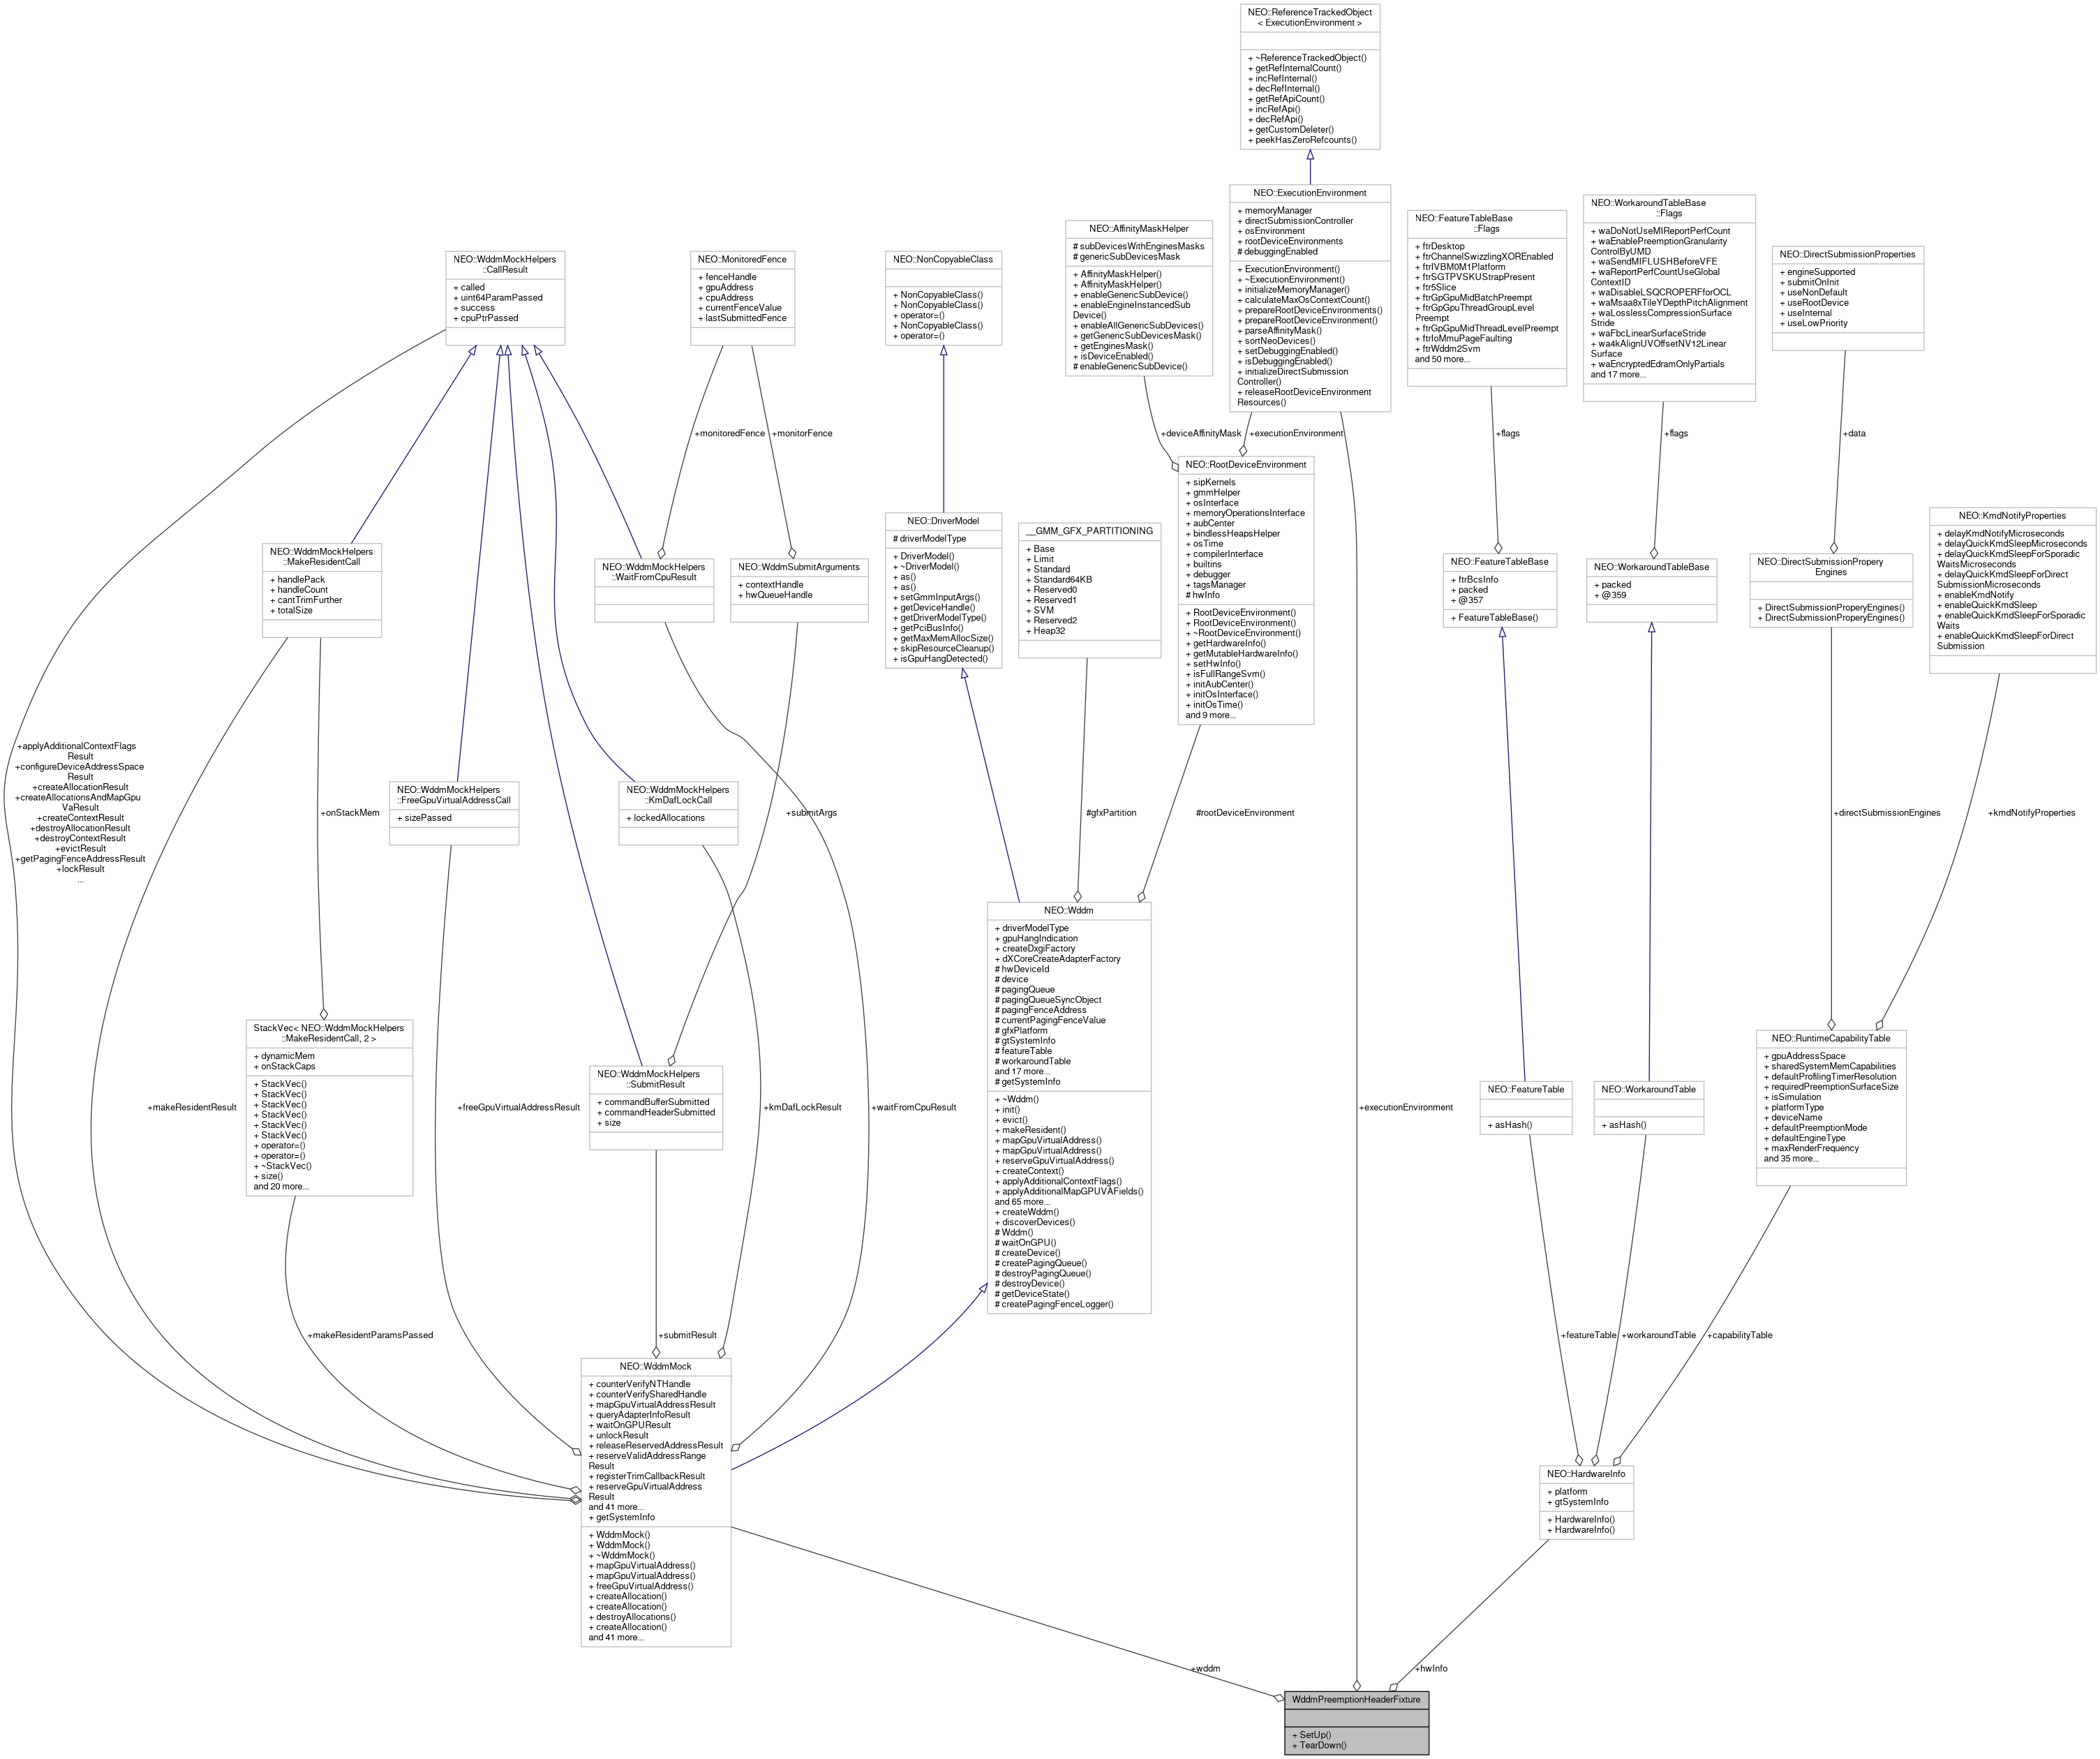 NEO::ReferenceTrackedObject
< ExecutionEnvironment >
+ ~ReferenceTrackedObject()
+ getRefInternalCount()
+ incRefInternal()
+ decRefInternal()
+ getRefApiCount()
+ incRefApi()
+ decRefApi()
+ getCustomDeleter()
+ peekHasZeroRefcounts()
NEO::ExecutionEnvironment
+ memoryManager
+ directSubmissionController
+ osEnvironment
+ rootDeviceEnvironments
# debuggingEnabled
+ ExecutionEnvironment()
+ ~ExecutionEnvironment()
+ initializeMemoryManager()
+ calculateMaxOsContextCount()
+ prepareRootDeviceEnvironments()
+ prepareRootDeviceEnvironment()
+ parseAffinityMask()
+ sortNeoDevices()
+ setDebuggingEnabled()
+ isDebuggingEnabled()
+ initializeDirectSubmission
Controller()
+ releaseRootDeviceEnvironment
Resources()
NEO::WddmMockHelpers
::CallResult
+ called
+ uint64ParamPassed
+ success
+ cpuPtrPassed
NEO::MonitoredFence
+ fenceHandle
+ gpuAddress
+ cpuAddress
+ currentFenceValue
+ lastSubmittedFence
NEO::NonCopyableClass
+ NonCopyableClass()
+ NonCopyableClass()
+ operator=()
+ NonCopyableClass()
+ operator=()
NEO::AffinityMaskHelper
# subDevicesWithEnginesMasks
# genericSubDevicesMask
+ AffinityMaskHelper()
+ AffinityMaskHelper()
+ enableGenericSubDevice()
+ enableEngineInstancedSub
Device()
+ enableAllGenericSubDevices()
+ getGenericSubDevicesMask()
+ getEnginesMask()
+ isDeviceEnabled()
# enableGenericSubDevice()
NEO::FeatureTableBase
::Flags
+ ftrDesktop
+ ftrChannelSwizzlingXOREnabled
+ ftrIVBM0M1Platform
+ ftrSGTPVSKUStrapPresent
+ ftr5Slice
+ ftrGpGpuMidBatchPreempt
+ ftrGpGpuThreadGroupLevel
Preempt
+ ftrGpGpuMidThreadLevelPreempt
+ ftrIoMmuPageFaulting
+ ftrWddm2Svm
and 50 more...
NEO::WorkaroundTableBase
::Flags
+ waDoNotUseMIReportPerfCount
+ waEnablePreemptionGranularity
ControlByUMD
+ waSendMIFLUSHBeforeVFE
+ waReportPerfCountUseGlobal
ContextID
+ waDisableLSQCROPERFforOCL
+ waMsaa8xTileYDepthPitchAlignment
+ waLosslessCompressionSurface
Stride
+ waFbcLinearSurfaceStride
+ wa4kAlignUVOffsetNV12Linear
Surface
+ waEncryptedEdramOnlyPartials
and 17 more...
NEO::DirectSubmissionProperties
+ engineSupported
+ submitOnInit
+ useNonDefault
+ useRootDevice
+ useInternal
+ useLowPriority
+monitoredFence
+monitorFence
+deviceAffinityMask
+executionEnvironment
+flags
+flags
+data
NEO::WddmMockHelpers
::MakeResidentCall
+ handlePack
+ handleCount
+ cantTrimFurther
+ totalSize
NEO::WddmMockHelpers
::WaitFromCpuResult
NEO::WddmSubmitArguments
+ contextHandle
+ hwQueueHandle
NEO::DriverModel
# driverModelType
+ DriverModel()
+ ~DriverModel()
+ as()
+ as()
+ setGmmInputArgs()
+ getDeviceHandle()
+ getDriverModelType()
+ getPciBusInfo()
+ getMaxMemAllocSize()
+ skipResourceCleanup()
+ isGpuHangDetected()
__GMM_GFX_PARTITIONING
+ Base
+ Limit
+ Standard
+ Standard64KB
+ Reserved0
+ Reserved1
+ SVM
+ Reserved2
+ Heap32
NEO::RootDeviceEnvironment
+ sipKernels
+ gmmHelper
+ osInterface
+ memoryOperationsInterface
+ aubCenter
+ bindlessHeapsHelper
+ osTime
+ compilerInterface
+ builtins
+ debugger
+ tagsManager
# hwInfo
+ RootDeviceEnvironment()
+ RootDeviceEnvironment()
+ ~RootDeviceEnvironment()
+ getHardwareInfo()
+ getMutableHardwareInfo()
+ setHwInfo()
+ isFullRangeSvm()
+ initAubCenter()
+ initOsInterface()
+ initOsTime()
and 9 more...
NEO::FeatureTableBase
+ ftrBcsInfo
+ packed
+ @357
+ FeatureTableBase()
NEO::WorkaroundTableBase
+ packed
+ @359
NEO::DirectSubmissionPropery
Engines
+ DirectSubmissionProperyEngines()
+ DirectSubmissionProperyEngines()
NEO::KmdNotifyProperties
+ delayKmdNotifyMicroseconds
+ delayQuickKmdSleepMicroseconds
+ delayQuickKmdSleepForSporadic
WaitsMicroseconds
+ delayQuickKmdSleepForDirect
SubmissionMicroseconds
+ enableKmdNotify
+ enableQuickKmdSleep
+ enableQuickKmdSleepForSporadic
Waits
+ enableQuickKmdSleepForDirect
Submission
+applyAdditionalContextFlags
Result
+configureDeviceAddressSpace
Result
+createAllocationResult
+createAllocationsAndMapGpu
VaResult
+createContextResult
+destroyAllocationResult
+destroyContextResult
+evictResult
+getPagingFenceAddressResult
+lockResult
...
+onStackMem
NEO::WddmMockHelpers
::FreeGpuVirtualAddressCall
+ sizePassed
NEO::WddmMockHelpers
::KmDafLockCall
+ lockedAllocations
+submitArgs
#gfxPartition
#rootDeviceEnvironment
+directSubmissionEngines
+kmdNotifyProperties
NEO::Wddm
+ driverModelType
+ gpuHangIndication
+ createDxgiFactory
+ dXCoreCreateAdapterFactory
# hwDeviceId
# device
# pagingQueue
# pagingQueueSyncObject
# pagingFenceAddress
# currentPagingFenceValue
# gfxPlatform
# gtSystemInfo
# featureTable
# workaroundTable
and 17 more...
# getSystemInfo
+ ~Wddm()
+ init()
+ evict()
+ makeResident()
+ mapGpuVirtualAddress()
+ mapGpuVirtualAddress()
+ reserveGpuVirtualAddress()
+ createContext()
+ applyAdditionalContextFlags()
+ applyAdditionalMapGPUVAFields()
and 65 more...
+ createWddm()
+ discoverDevices()
# Wddm()
# waitOnGPU()
# createDevice()
# createPagingQueue()
# destroyPagingQueue()
# destroyDevice()
# getDeviceState()
# createPagingFenceLogger()
StackVec< NEO::WddmMockHelpers
::MakeResidentCall, 2 >
+ dynamicMem
+ onStackCaps
+ StackVec()
+ StackVec()
+ StackVec()
+ StackVec()
+ StackVec()
+ StackVec()
+ operator=()
+ operator=()
+ ~StackVec()
+ size()
and 20 more...
NEO::WddmMockHelpers
::SubmitResult
+ commandBufferSubmitted
+ commandHeaderSubmitted
+ size
NEO::FeatureTable
+ asHash()
NEO::WorkaroundTable
+ asHash()
NEO::RuntimeCapabilityTable
+ gpuAddressSpace
+ sharedSystemMemCapabilities
+ defaultProfilingTimerResolution
+ requiredPreemptionSurfaceSize
+ isSimulation
+ platformType
+ deviceName
+ defaultPreemptionMode
+ defaultEngineType
+ maxRenderFrequency
and 35 more...
+makeResidentResult
+freeGpuVirtualAddressResult
+kmDafLockResult
+waitFromCpuResult
+executionEnvironment
+makeResidentParamsPassed
+submitResult
+featureTable
+workaroundTable
+capabilityTable
NEO::WddmMock
+ counterVerifyNTHandle
+ counterVerifySharedHandle
+ mapGpuVirtualAddressResult
+ queryAdapterInfoResult
+ waitOnGPUResult
+ unlockResult
+ releaseReservedAddressResult
+ reserveValidAddressRange
Result
+ registerTrimCallbackResult
+ reserveGpuVirtualAddress
Result
and 41 more...
+ getSystemInfo
+ WddmMock()
+ WddmMock()
+ ~WddmMock()
+ mapGpuVirtualAddress()
+ mapGpuVirtualAddress()
+ freeGpuVirtualAddress()
+ createAllocation()
+ createAllocation()
+ destroyAllocations()
+ createAllocation()
and 41 more...
NEO::HardwareInfo
+ platform
+ gtSystemInfo
+ HardwareInfo()
+ HardwareInfo()
+wddm
+hwInfo
WddmPreemptionHeaderFixture
+ SetUp()
+ TearDown()